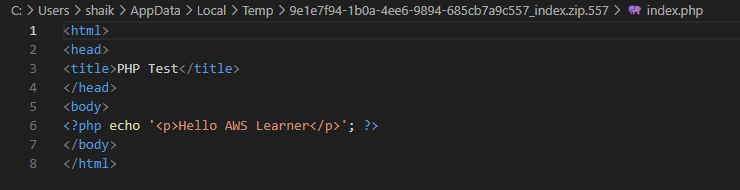 C: > Users > shaik > AppData > Local > Temp > 9e1e7f94-1b0a-4ee6-9894-685cb7a9c557_index.zip.557 > index.php
1 <html>
2 <head>
3 <title>PHP Test</title>
4 </head>
5 <body>
6 <?php echo '<p>Hello AWS Learner</p>'; ?>
7 </body>
8 </html>